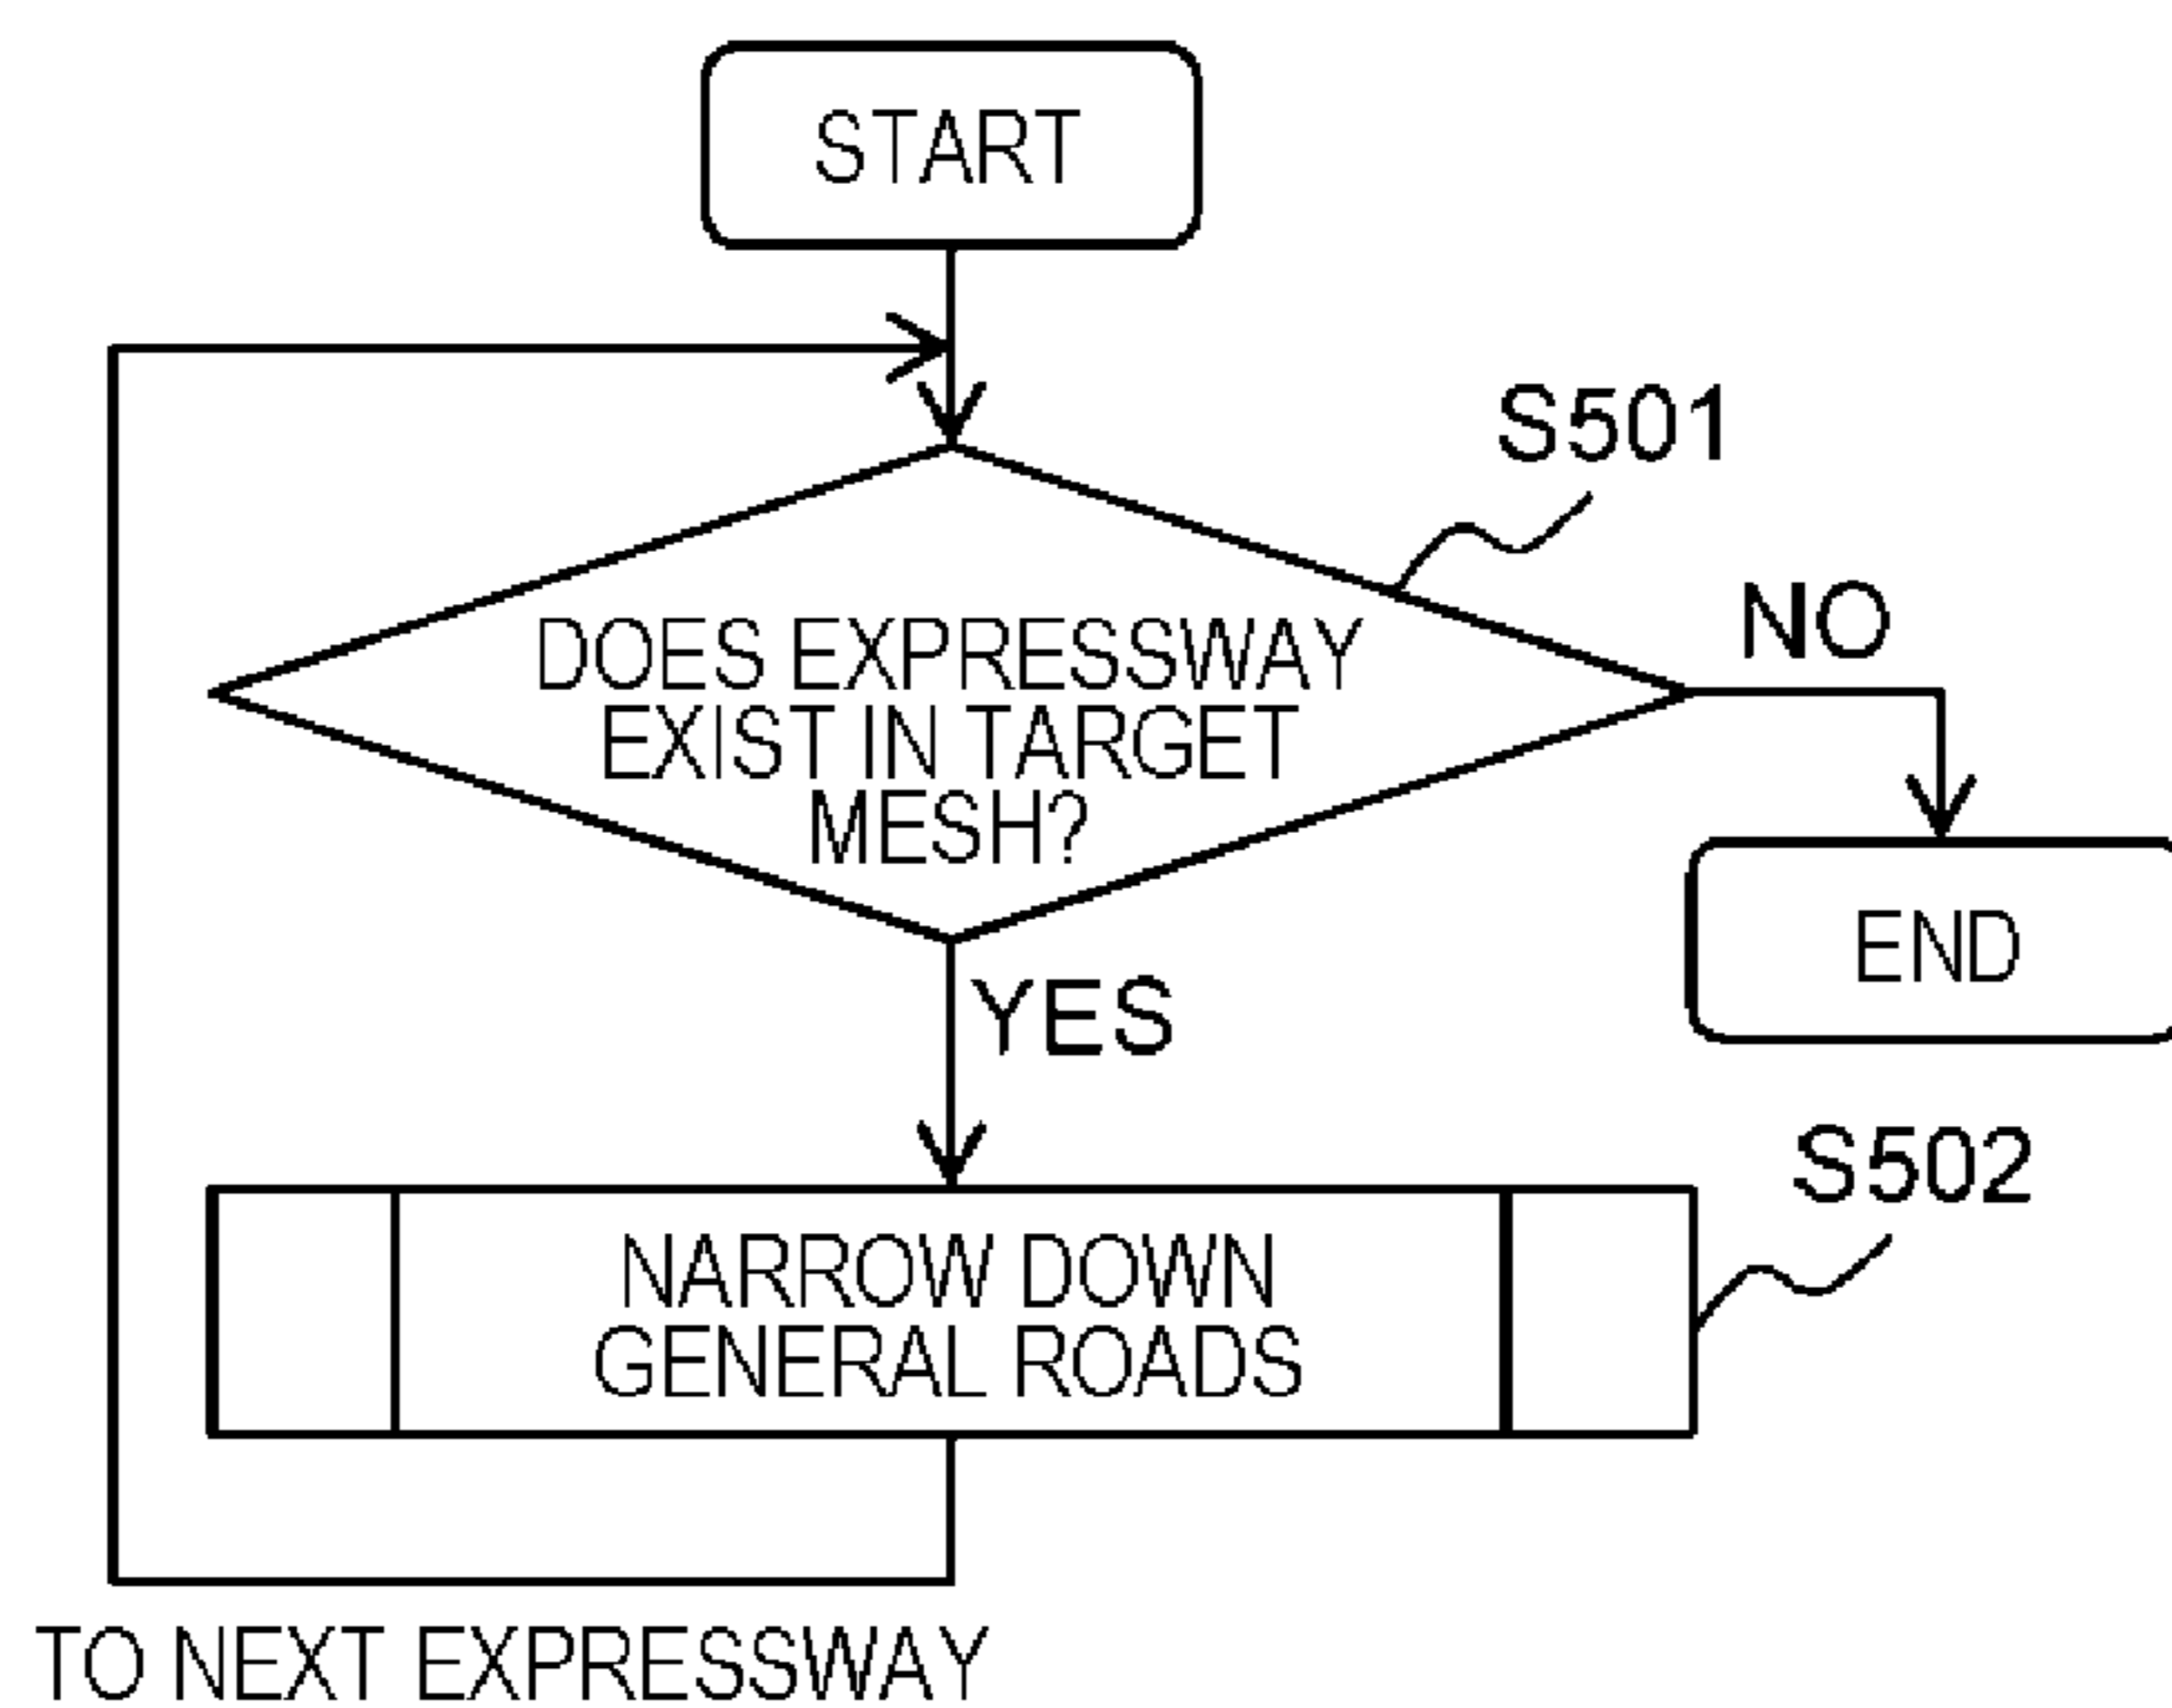 START
S501
DOES EXPRESSWAY
EXIST IN TARGET
MESH?
NO
END
YES
S502
NARROW DOWN
GENERAL ROADS
TO NEXT EXPRESSWAY